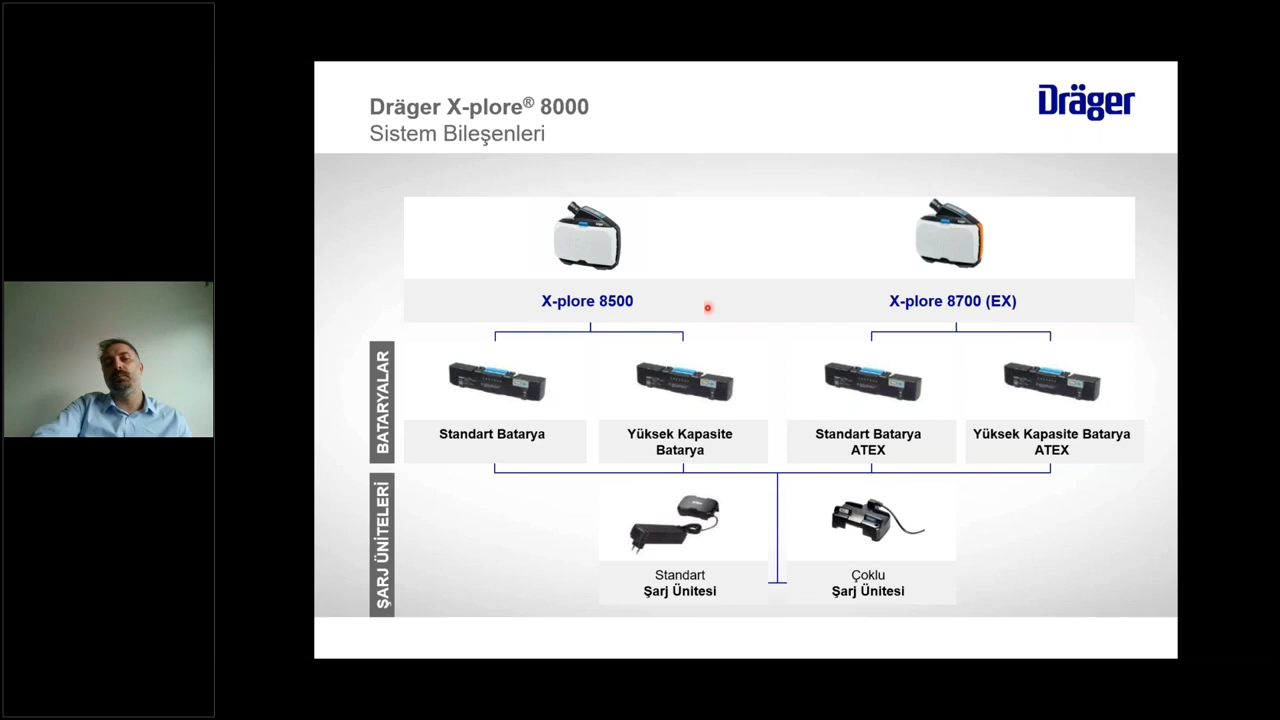 Dräger X-plore® 8000
Sistem Bileşenleri
Dräger
X-plore 8500
X-plore 8700 (EX)
BATARYALAR
Standart Batarya
Yüksek Kapasite
Batarya
Standart Batarya
ATEX
Yüksek Kapasite Batarya
ATEX
ŞARJ ÜNİTELERİ
Standart
Şarj Ünitesi
Çoklu
Şarj Ünitesi